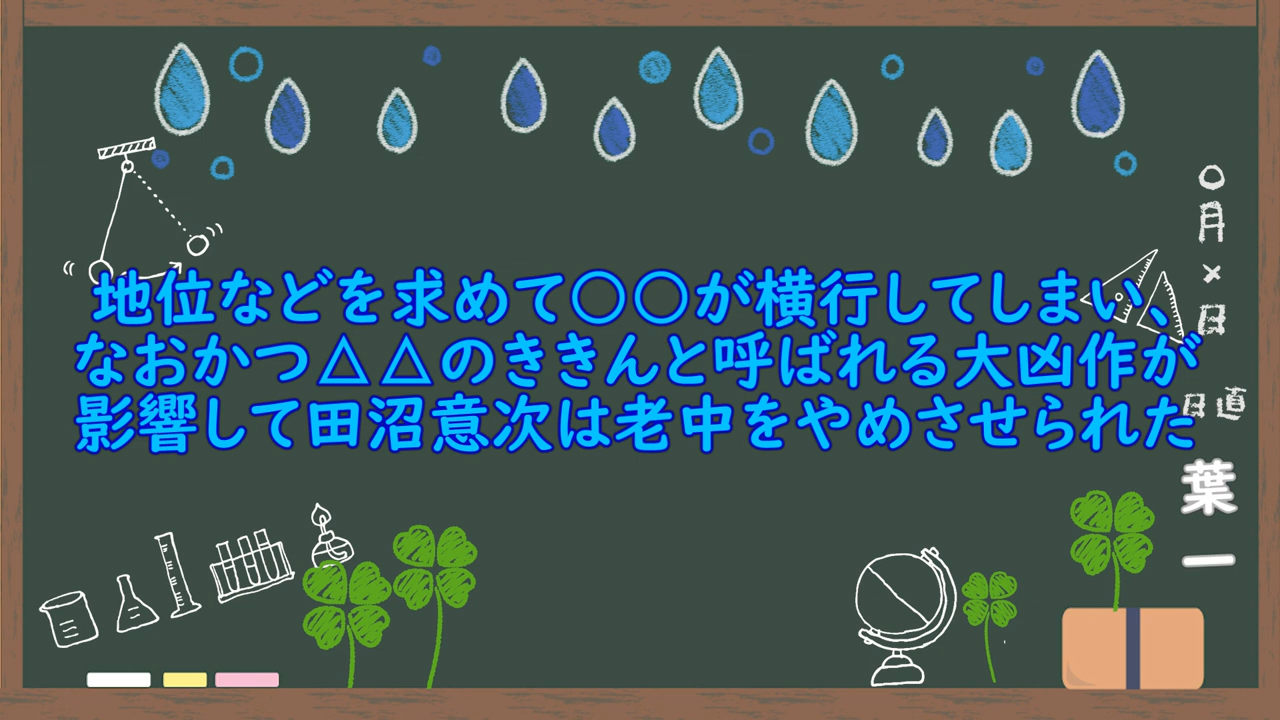 地位などを求めて〇〇が横行してしまい、
なおかつ△△のききんと呼ばれる大凶作が
影響して田沼意次は老中をやめさせられた
〇月×日
日直
葉一